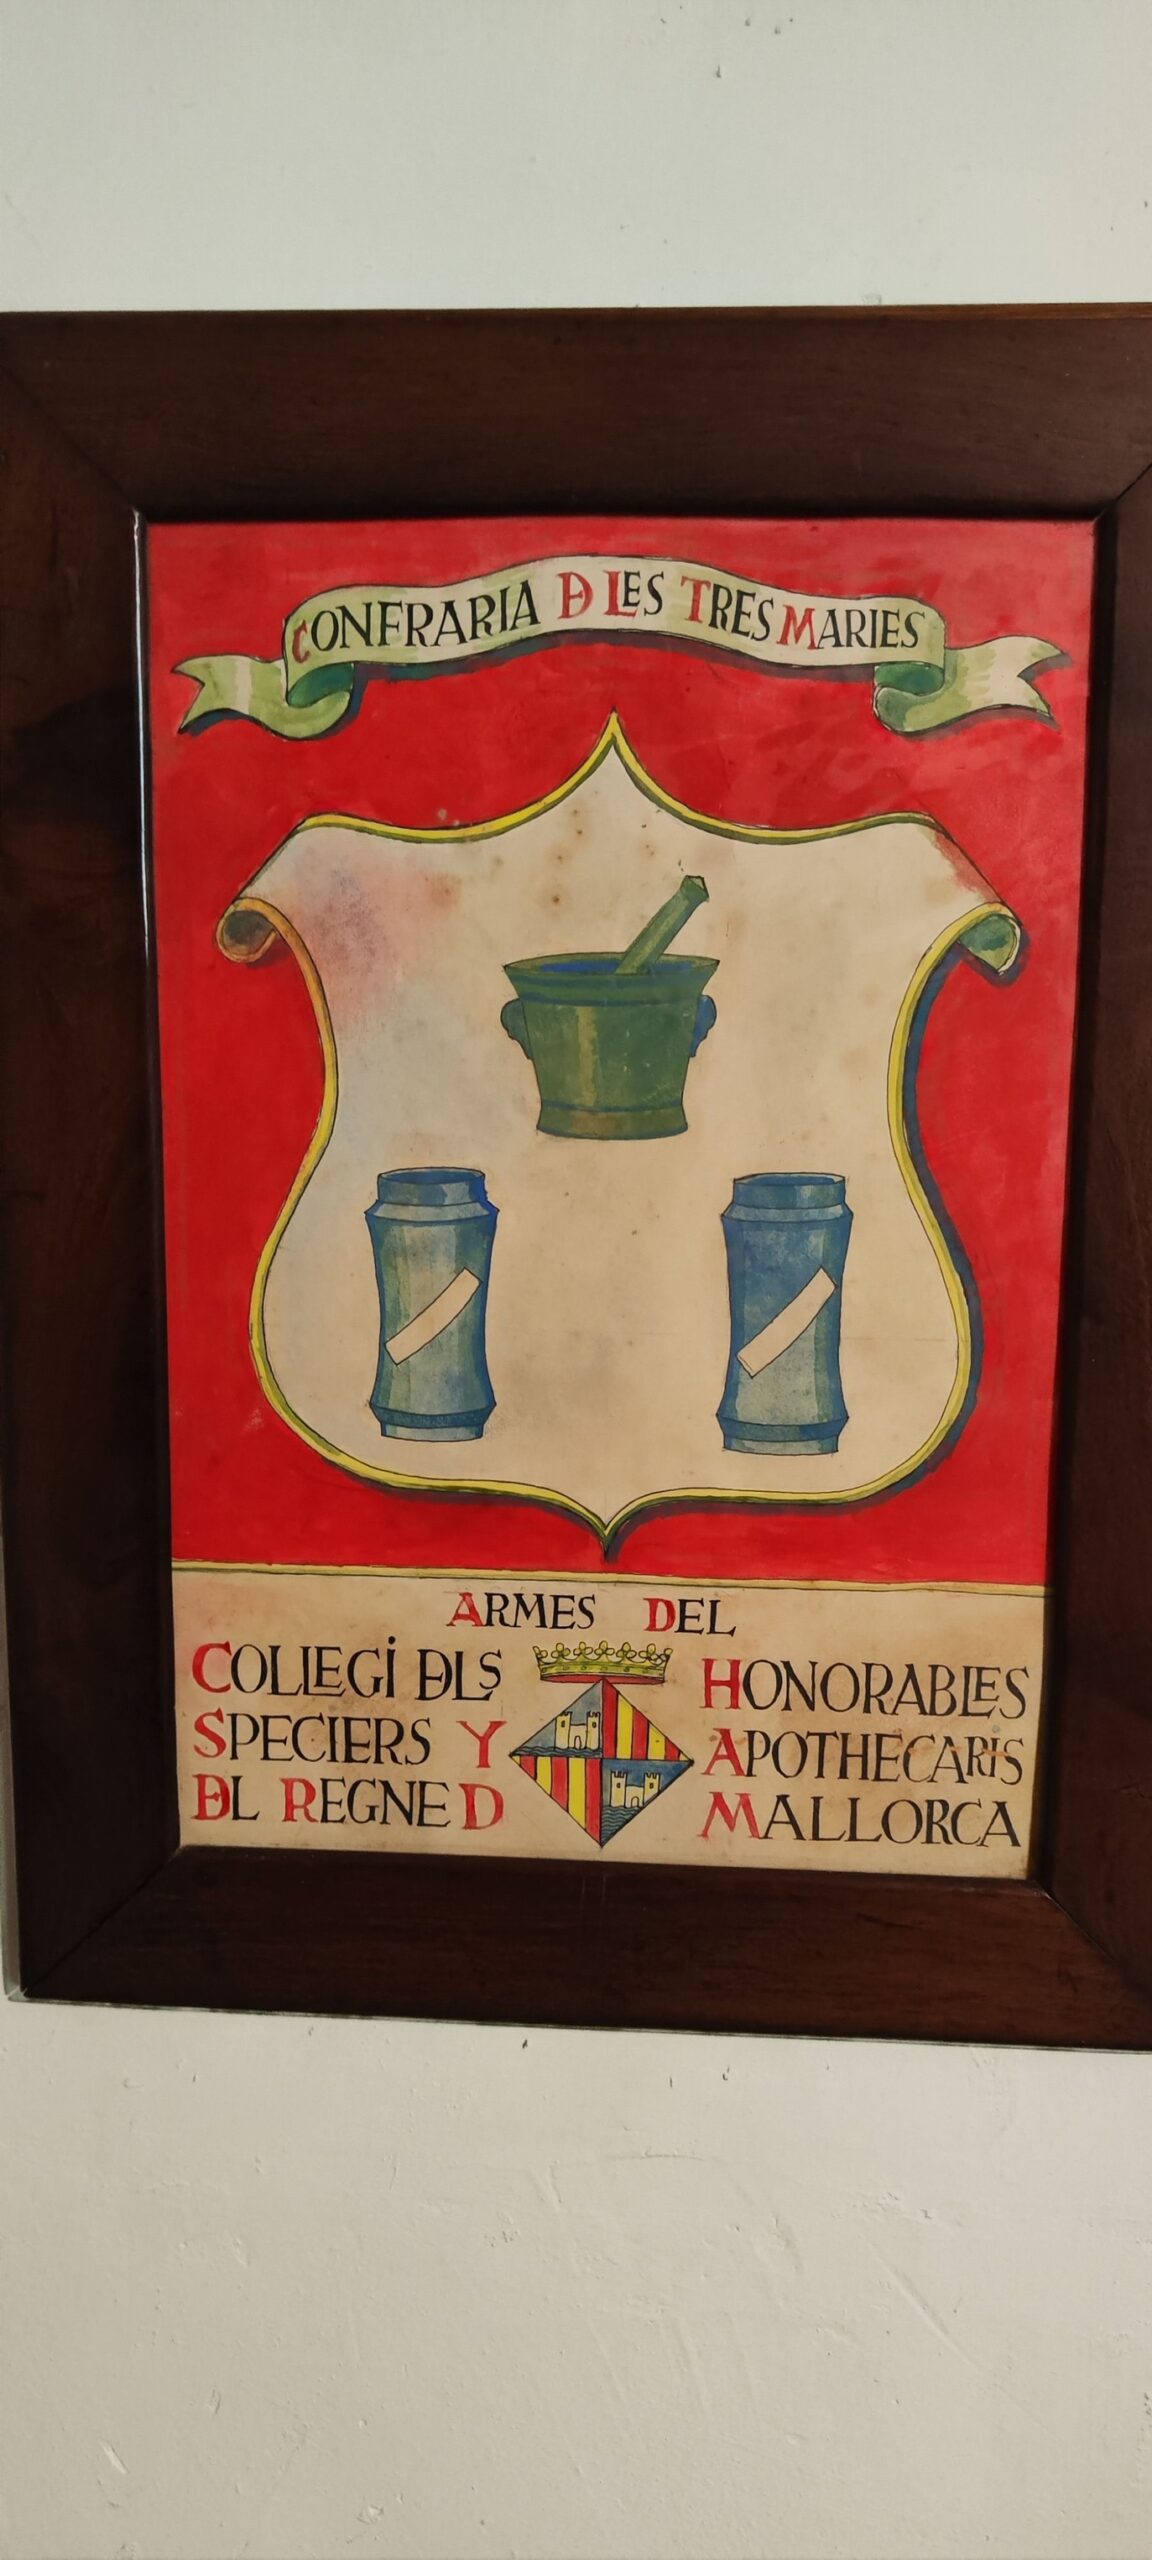 CONFRARIA D LES TRES MARIES
ARMES DEL
COLLEGI DLS HONORABLES
SPECIERS Y APOTHECARIS
DL REGNE D MALLORCA